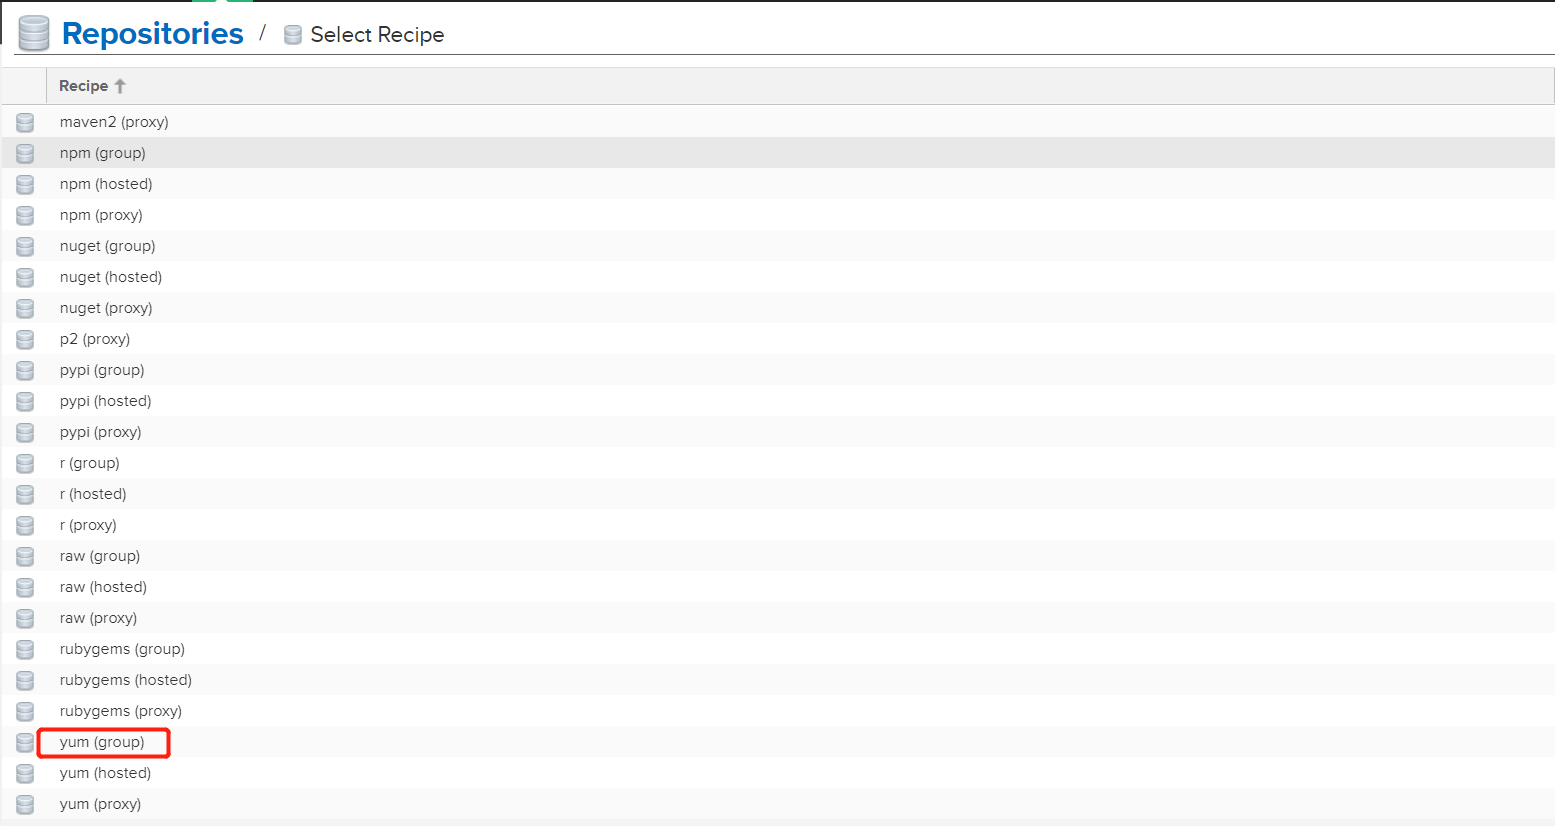 Repositories / Select Recipe
Recipe
maven2 (proxy)
npm (group)
npm (hosted)
npm (proxy)
nuget (group)
nuget (hosted)
nuget (proxy)
p2 (proxy)
pypi (group)
pypi (hosted)
pypi (proxy)
r (group)
r (hosted)
r (proxy)
raw (group)
raw (hosted)
raw (proxy)
rubygems (group)
rubygems (hosted)
rubygems (proxy)
yum (group)
yum (hosted)
yum (proxy)